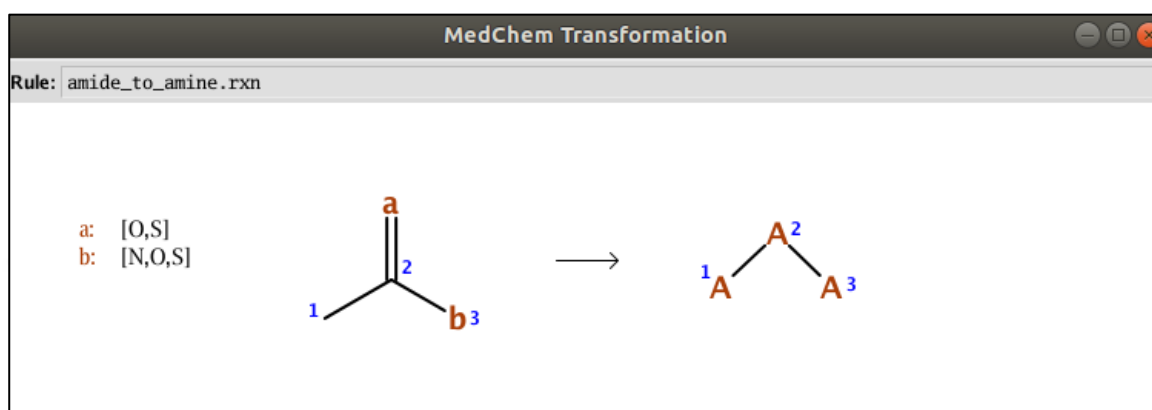 MedChem Transformation
Rule: amide_to_amine.rxn
a: [O,S]
b: [N,O,S]
a
2
1
b 3
A 2
1 A
A 3